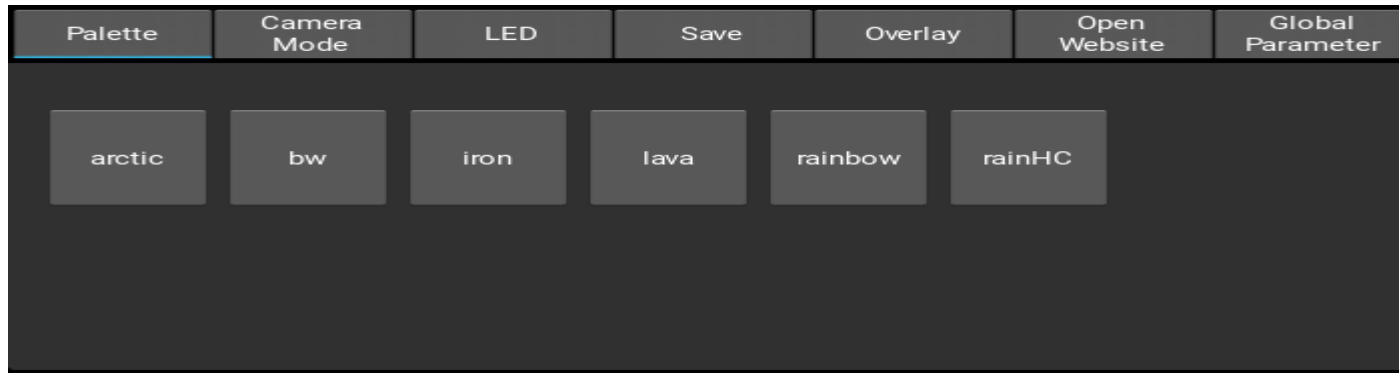 Palette
Camera
Mode
LED
Save
Overlay
Open
Website
Global
Parameter
arctic
bw
iron
lava
rainbow
rainHC